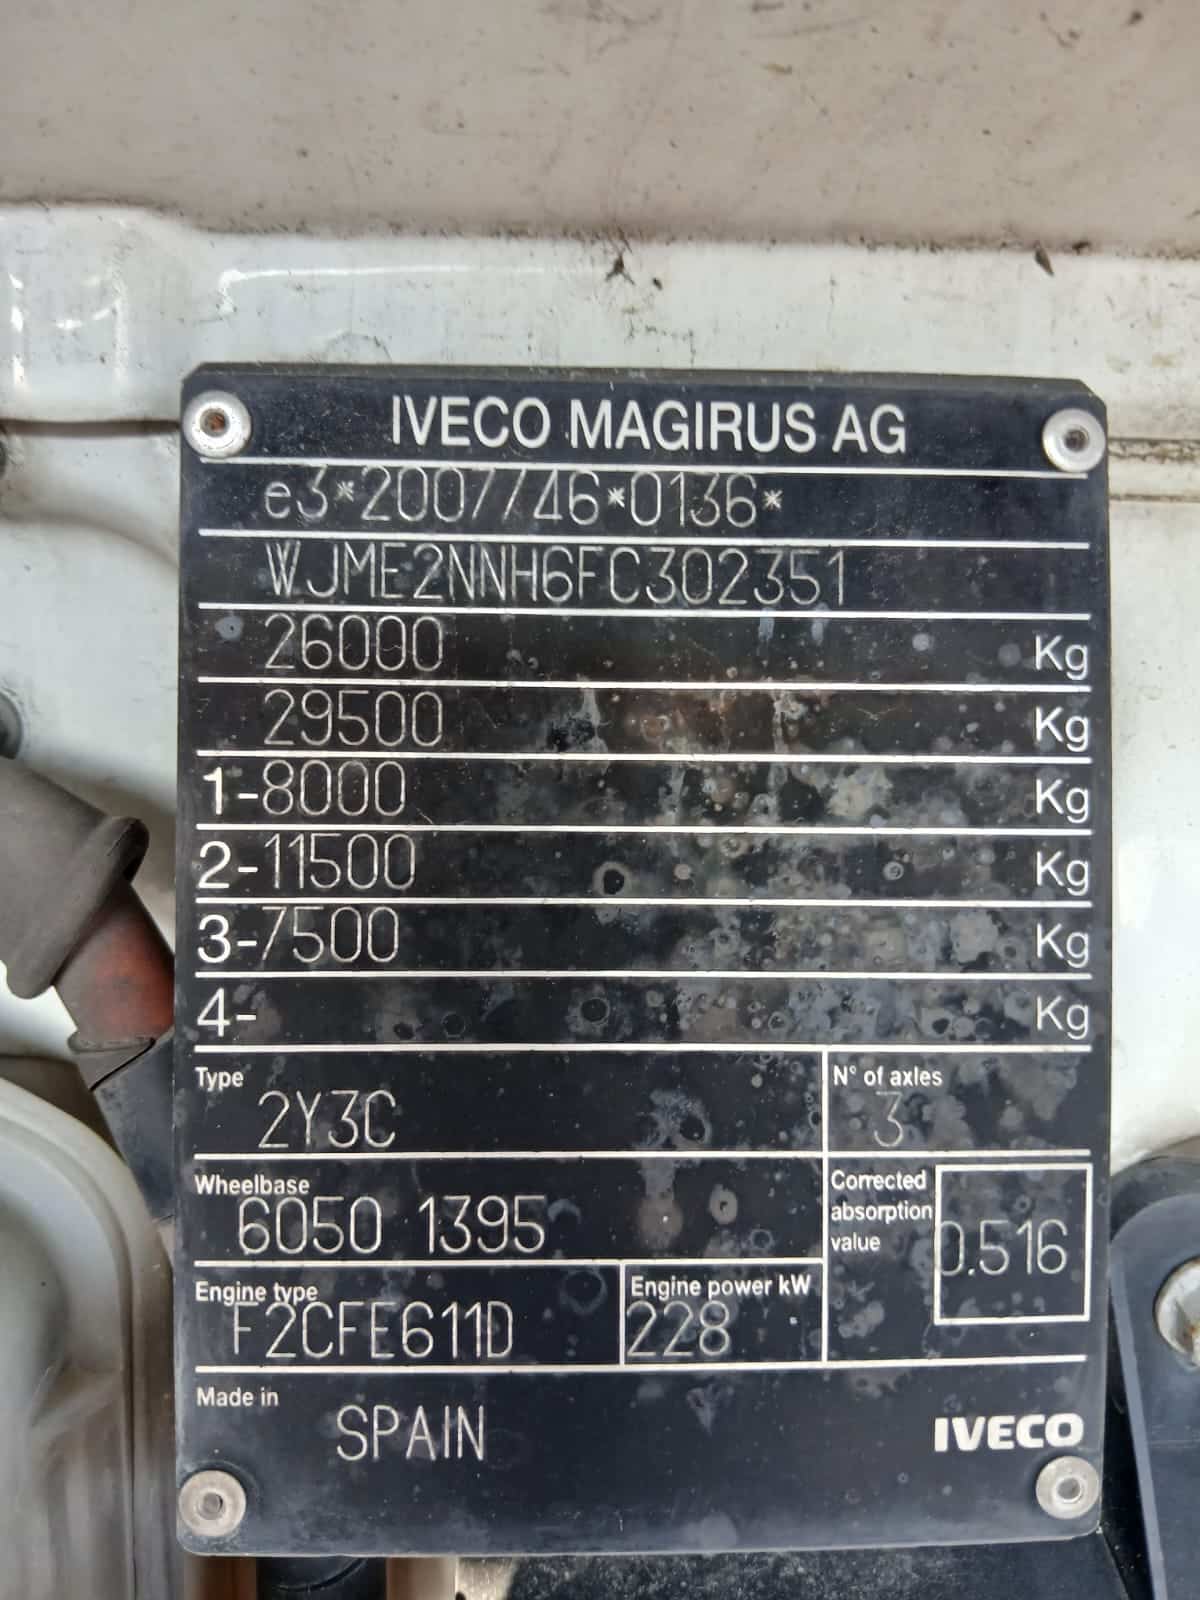 IVECO MAGIRUS AG
e3*2007/46*0136*
WJME2NNH6FC302351
26000 Kg
29500 Kg
1-8000 Kg
2-11500 Kg
3-7500 Kg
4- Kg
Type
2Y3C
N° of axles
3
Wheelbase
6050 1395
Corrected
absorption
value
0.516
Engine type
F2CFE611D
Engine power kW
228
Made in
SPAIN
IVECO